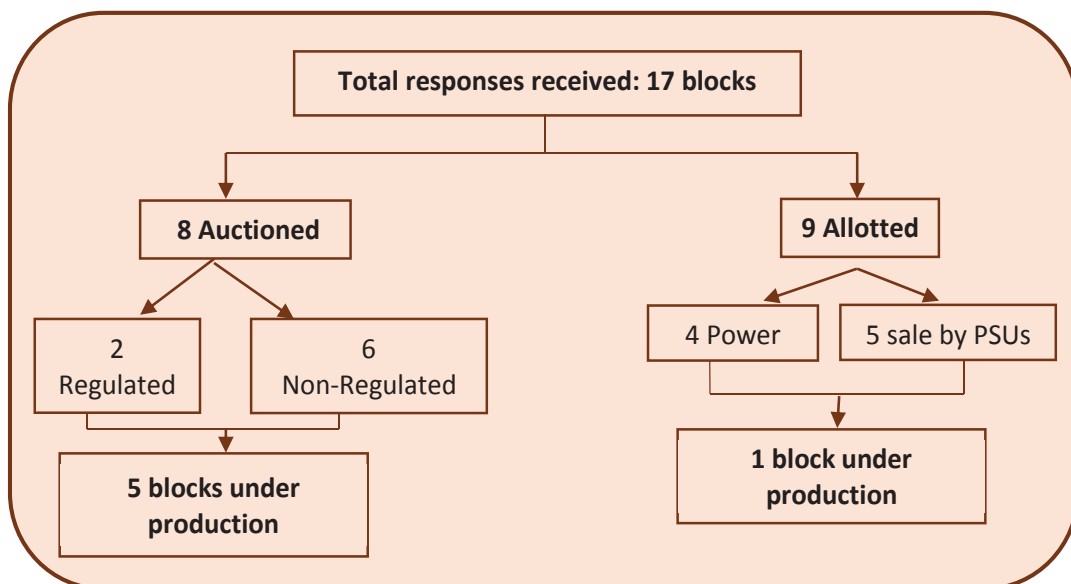 Total responses received: 17 blocks
8 Auctioned
9 Allotted
2
Regulated
6
Non-Regulated
4 Power
5 sale by PSUs
5 blocks under
production
1 block under
production